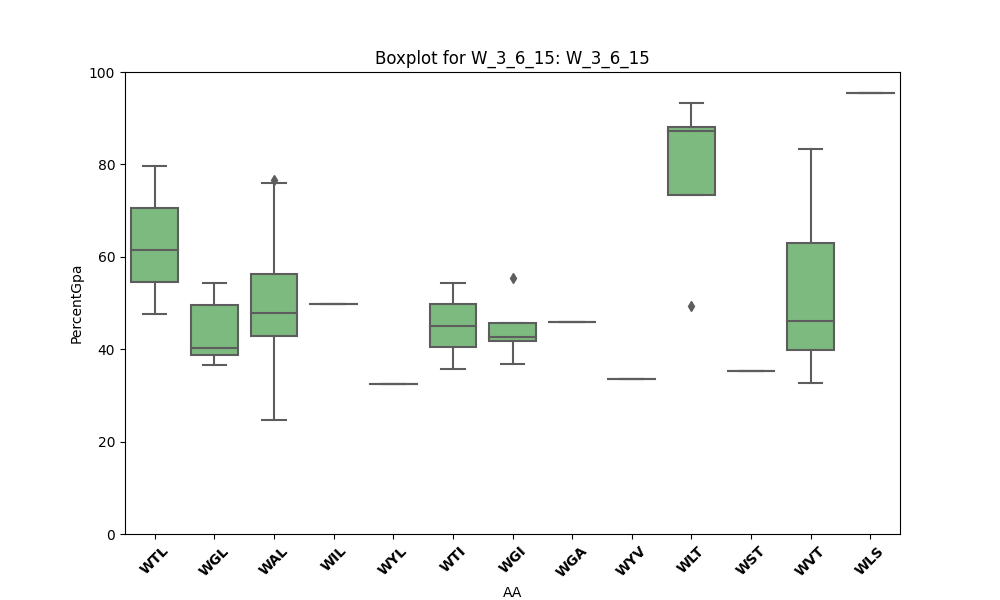 Boxplot for W_3_6_15: W_3_6_15
PercentGpa
100
80
60
40
20
0
WTL WGL WAL WIL WYL WTI WGI WGA WYV WLT WST WVT WLS
AA